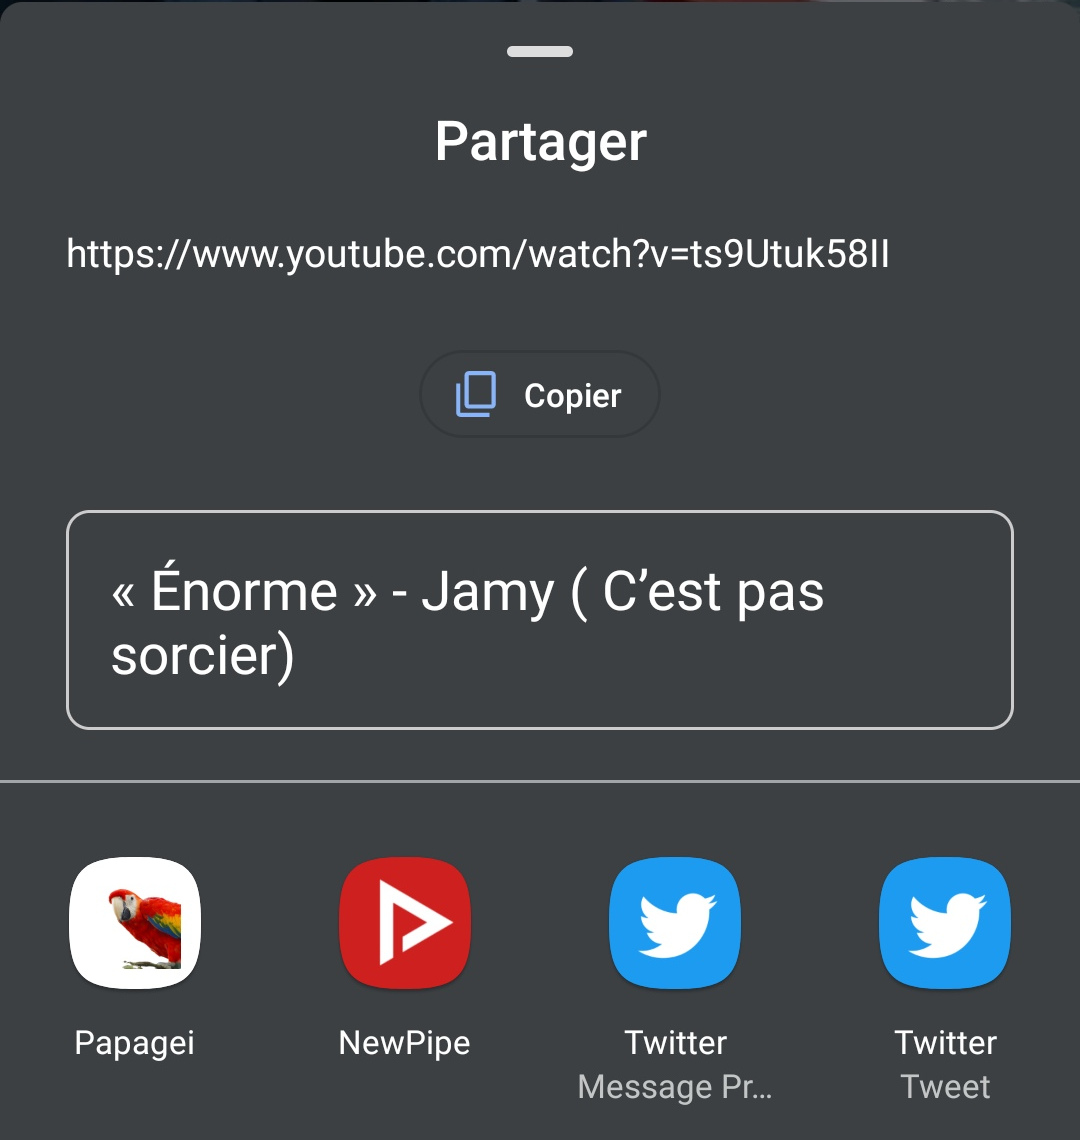 Partager
https://www.youtube.com/watch?v=ts9Utuk58II
Copier
« Énorme » - Jamy ( C’est pas
sorcier)
Papagei
NewPipe
Twitter
Message Pr...
Twitter
Tweet